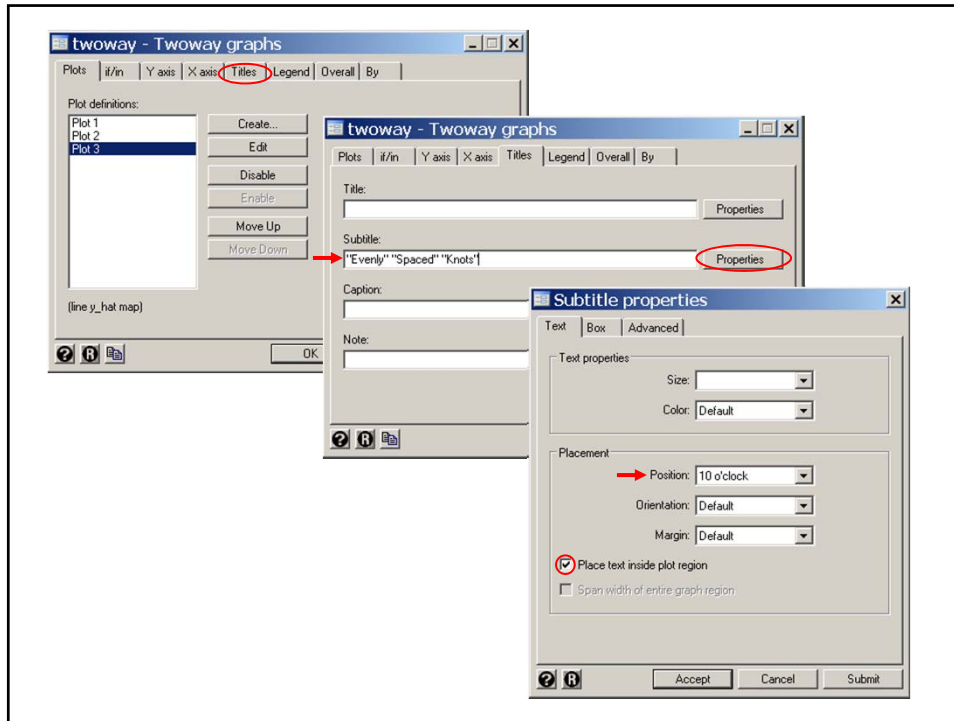 twoway - Twoway graphs
Plots if/in Y axis X axis Titles Legend Overall By
Plot definitions:
Plot 1
Plot 2
Plot 3
Create...
Edit
Disable
Enable
Move Up
Move Down
(line y_hat map)
OK
twoway - Twoway graphs
Plots if/in Y axis X axis Titles Legend Overall By
Title:
Properties
Subtitle:
"Evenly" "Spaced" "Knots"
Properties
Caption:
Note:
Subtitle properties
Text Box Advanced
Text properties
Size:
Color: Default
Placement
Position: 10 o'clock
Orientation: Default
Margin: Default
Place text inside plot region
Span width of entire graph region
Accept Cancel Submit